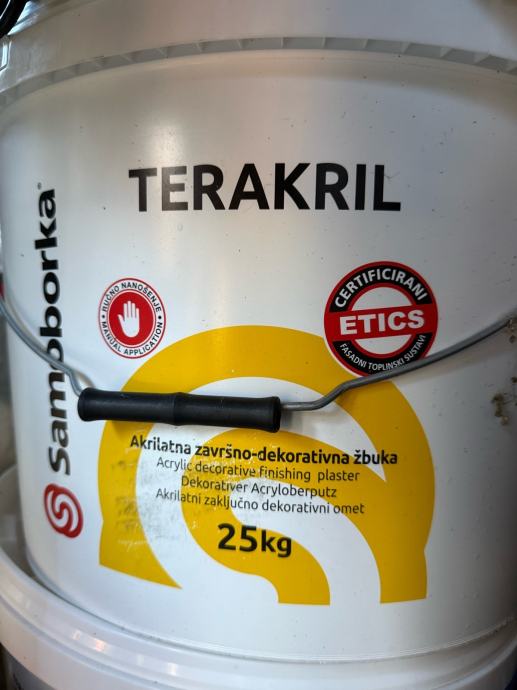 TERAKRIL
Samoborka®
RUČNO NANOŠENJE
MANUAL APPLICATION
CERTIFICIRANI
ETICS
FASADNI TOPLINSKI SUSTAVI
Akrilatna završno-dekorativna žbuka
Acrylic decorative finishing plaster
Dekorativer Acryloberputz
Akrilatni zaključno dekorativni omet
25kg